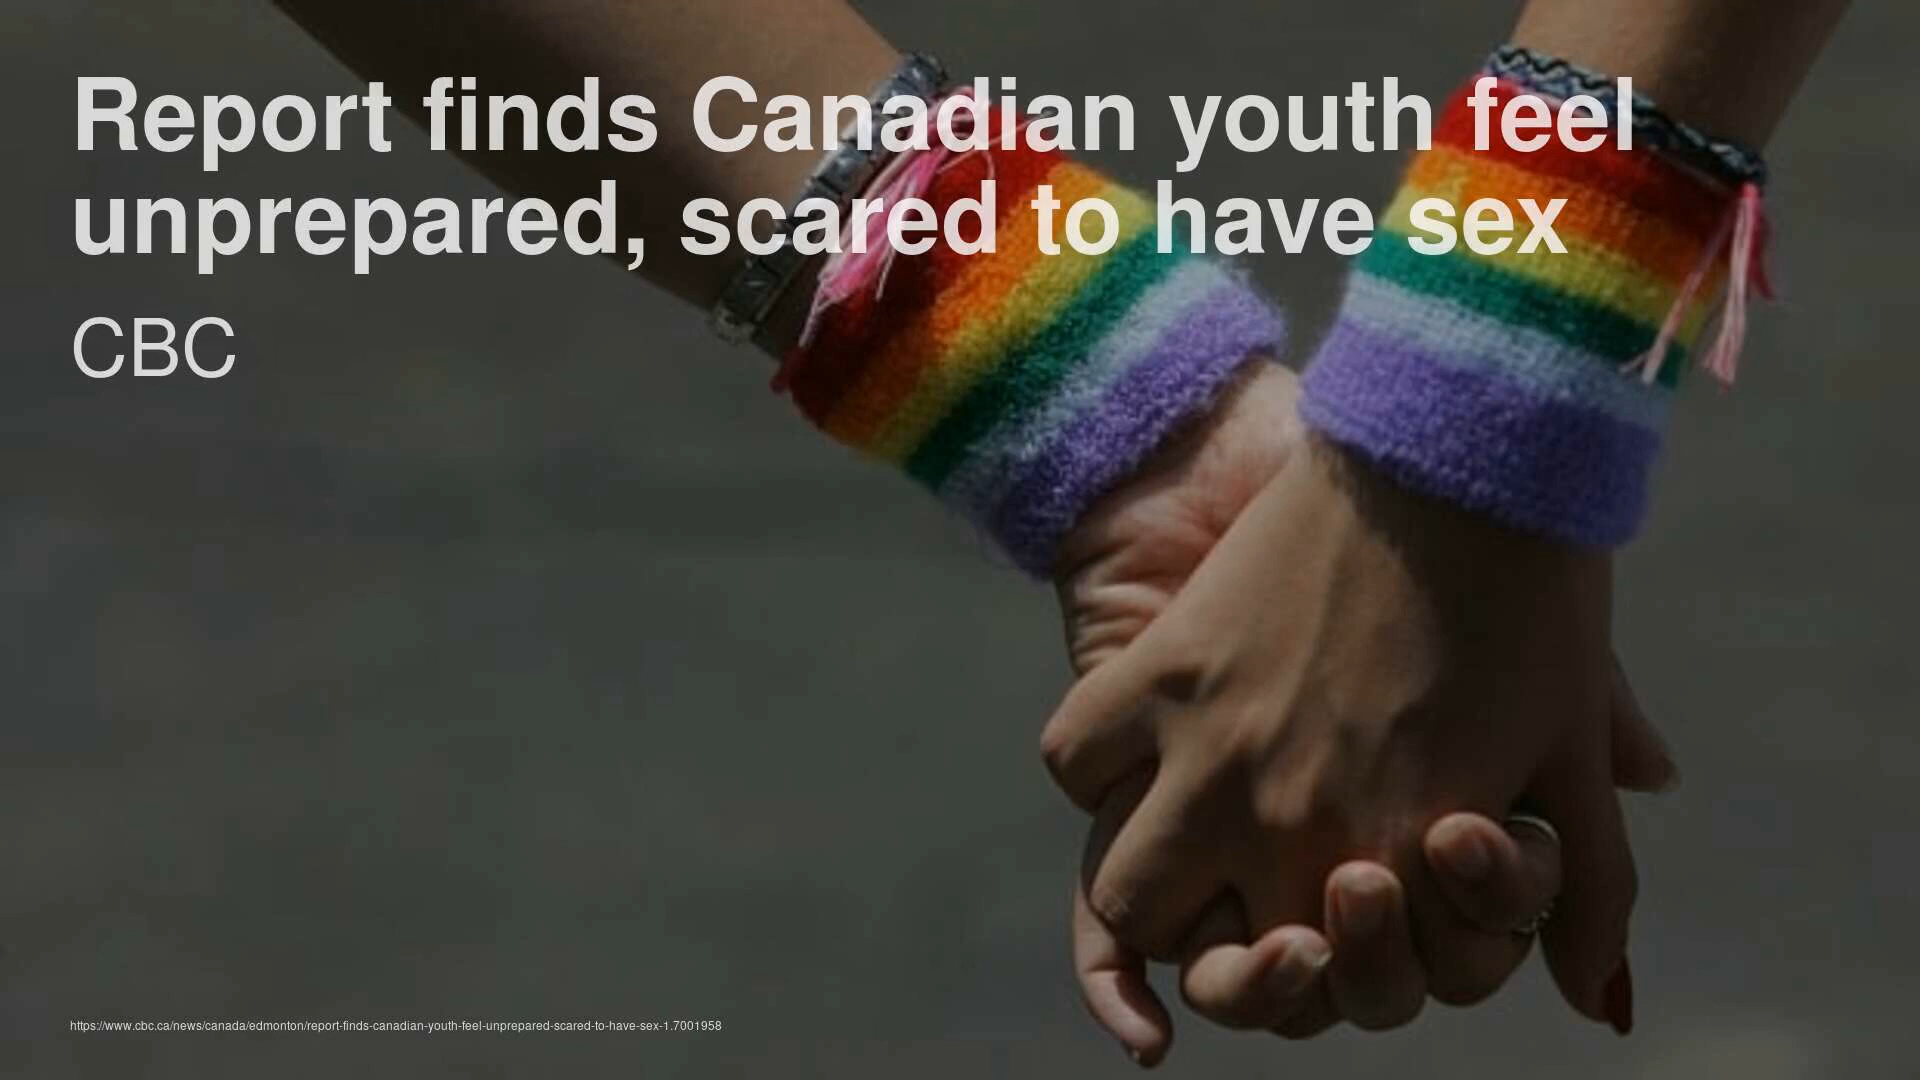 Report finds Canadian youth feel
unprepared, scared to have sex
CBC
https://www.cbc.ca/news/canada/edmonton/report-finds-canadian-youth-feel-unprepared-scared-to-have-sex-1.7001958